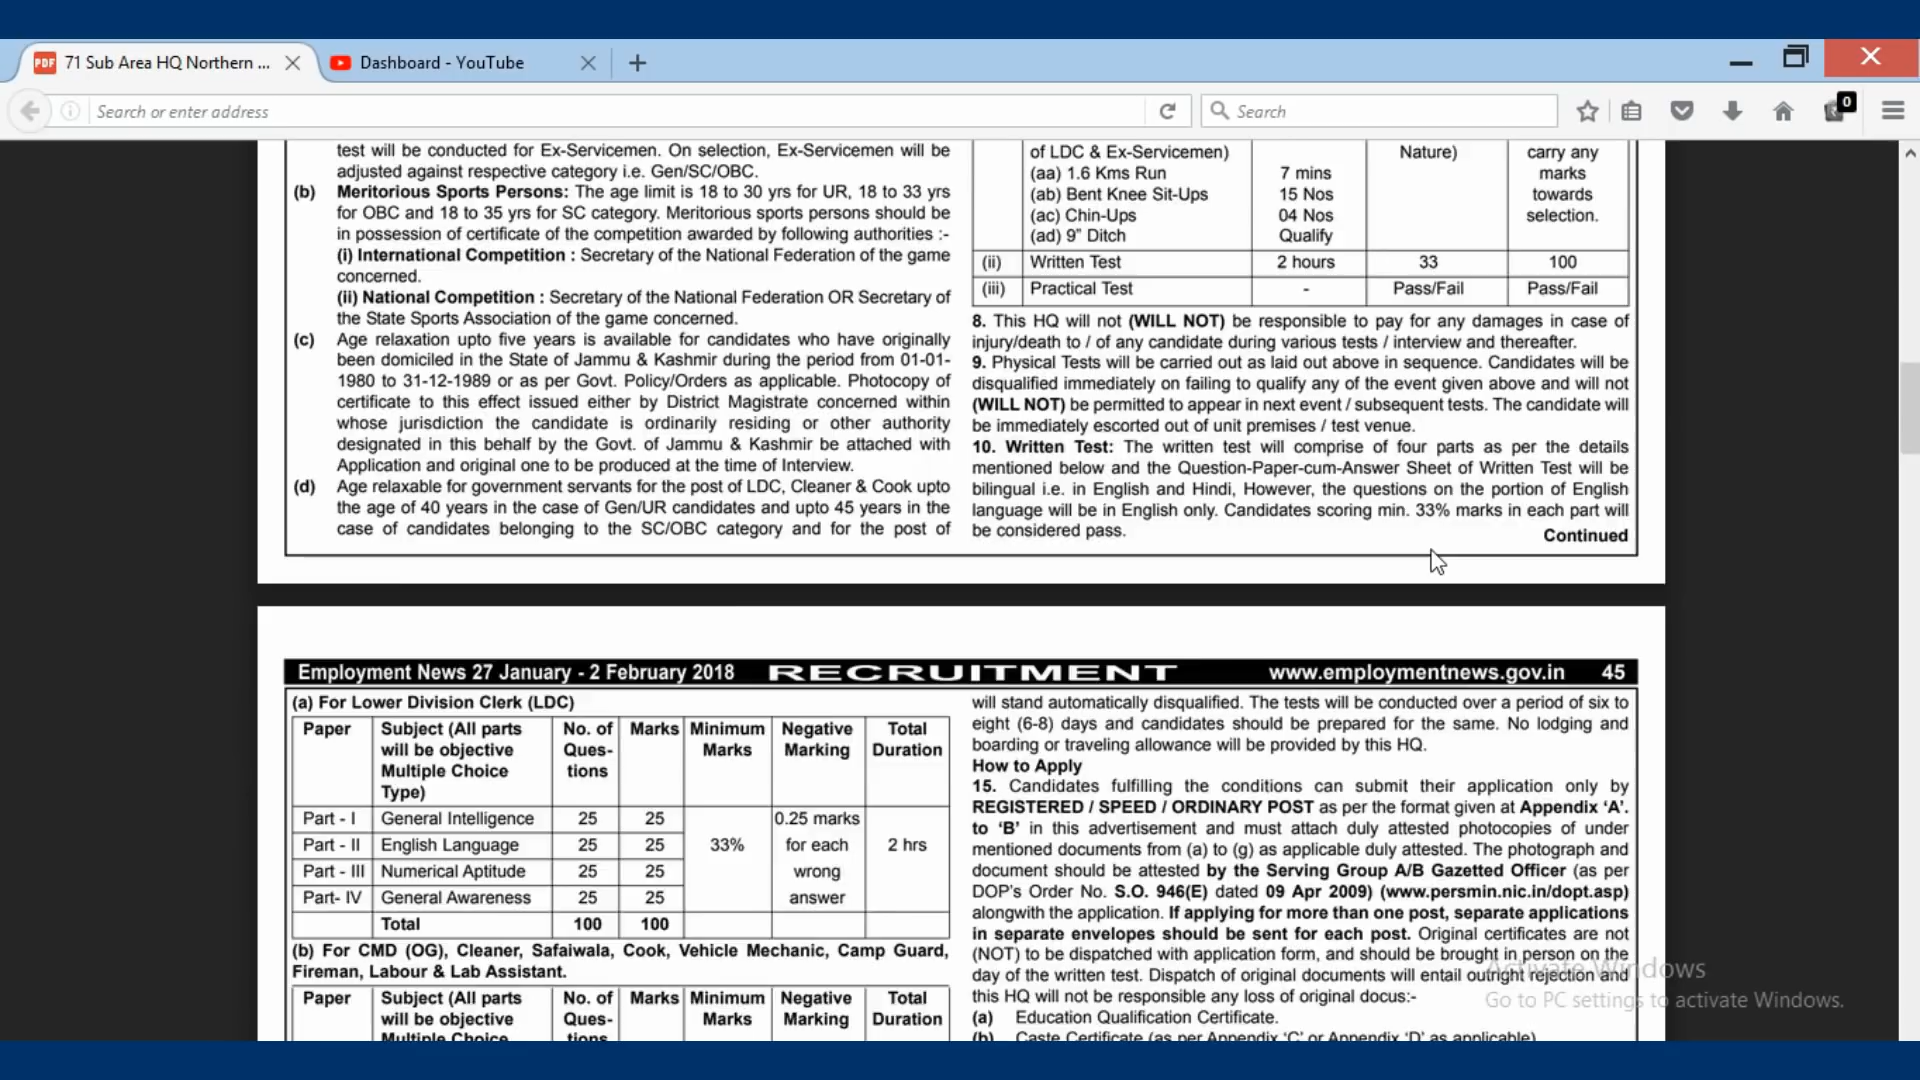 71 Sub Area HQ Northern ...
Dashboard - YouTube
Search or enter address
Search
0
test will be conducted for Ex-Servicemen. On selection, Ex-Servicemen will be
adjusted against respective category i.e. Gen/SC/OBC.
(b) Meritorious Sports Persons: The age limit is 18 to 30 yrs for UR, 18 to 33 yrs
for OBC and 18 to 35 yrs for SC category. Meritorious sports persons should be
in possession of certificate of the competition awarded by following authorities :-
(i) International Competition : Secretary of the National Federation of the game
concerned.
(ii) National Competition : Secretary of the National Federation OR Secretary of
the State Sports Association of the game concerned.
(c) Age relaxation upto five years is available for candidates who have originally
been domiciled in the State of Jammu & Kashmir during the period from 01-01-
1980 to 31-12-1989 or as per Govt. Policy/Orders as applicable. Photocopy of
certificate to this effect issued either by District Magistrate concerned within
whose jurisdiction the candidate is ordinarily residing or other authority
designated in this behalf by the Govt. of Jammu & Kashmir be attached with
Application and original one to be produced at the time of Interview.
(d) Age relaxable for government servants for the post of LDC, Cleaner & Cook upto
the age of 40 years in the case of Gen/UR candidates and upto 45 years in the
case of candidates belonging to the SC/OBC category and for the post of
of LDC & Ex-Servicemen) Nature) carry any
(aa) 1.6 Kms Run 7 mins marks
(ab) Bent Knee Sit-Ups 15 Nos towards
(ac) Chin-Ups 04 Nos selection.
(ad) 9” Ditch Qualify
(ii) Written Test 2 hours 33 100
(iii) Practical Test - Pass/Fail Pass/Fail
8. This HQ will not (WILL NOT) be responsible to pay for any damages in case of
injury/death to / of any candidate during various tests / interview and thereafter.
9. Physical Tests will be carried out as laid out above in sequence. Candidates will be
disqualified immediately on failing to qualify any of the event given above and will not
(WILL NOT) be permitted to appear in next event / subsequent tests. The candidate will
be immediately escorted out of unit premises / test venue.
10. Written Test: The written test will comprise of four parts as per the details
mentioned below and the Question-Paper-cum-Answer Sheet of Written Test will be
bilingual i.e. in English and Hindi, However, the questions on the portion of English
language will be in English only. Candidates scoring min. 33% marks in each part will
be considered pass.
Continued
Employment News 27 January - 2 February 2018 RECRUITMENT www.employmentnews.gov.in 45
(a) For Lower Division Clerk (LDC)
Paper Subject (All parts No. of Marks Minimum Negative Total
will be objective Ques- Marks Marking Duration
Multiple Choice tions
Type)
Part - I General Intelligence 25 25 0.25 marks
Part - II English Language 25 25 33% for each 2 hrs
Part - III Numerical Aptitude 25 25 wrong
Part- IV General Awareness 25 25 answer
Total 100 100
(b) For CMD (OG), Cleaner, Safaiwala, Cook, Vehicle Mechanic, Camp Guard,
Fireman, Labour & Lab Assistant.
Paper Subject (All parts No. of Marks Minimum Negative Total
will be objective Ques- Marks Marking Duration
Multiple Choice tions
will stand automatically disqualified. The tests will be conducted over a period of six to
eight (6-8) days and candidates should be prepared for the same. No lodging and
boarding or traveling allowance will be provided by this HQ.
How to Apply
15. Candidates fulfilling the conditions can submit their application only by
REGISTERED / SPEED / ORDINARY POST as per the format given at Appendix ‘A’.
to ‘B’ in this advertisement and must attach duly attested photocopies of under
mentioned documents from (a) to (g) as applicable duly attested. The photograph and
document should be attested by the Serving Group A/B Gazetted Officer (as per
DOP's Order No. S.O. 946(E) dated 09 Apr 2009) (www.persmin.nic.in/dopt.asp)
alongwith the application. If applying for more than one post, separate applications
in separate envelopes should be sent for each post. Original certificates are not
(NOT) to be dispatched with application form, and should be brought in person on the
day of the written test. Dispatch of original documents will entail outright rejection and
this HQ will not be responsible any loss of original docus:-
(a) Education Qualification Certificate.
(b) Caste Certificate (as per Appendix ‘C’ or Appendix ‘D’ as applicable)
Activate Windows
Go to PC settings to activate Windows.